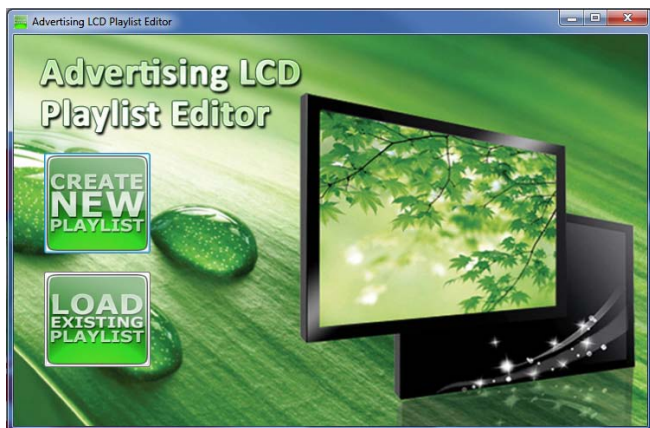 Advertising LCD Playlist Editor
Advertising LCD
Playlist Editor
CREATE
NEW
PLAYLIST
LOAD
EXISTING
PLAYLIST